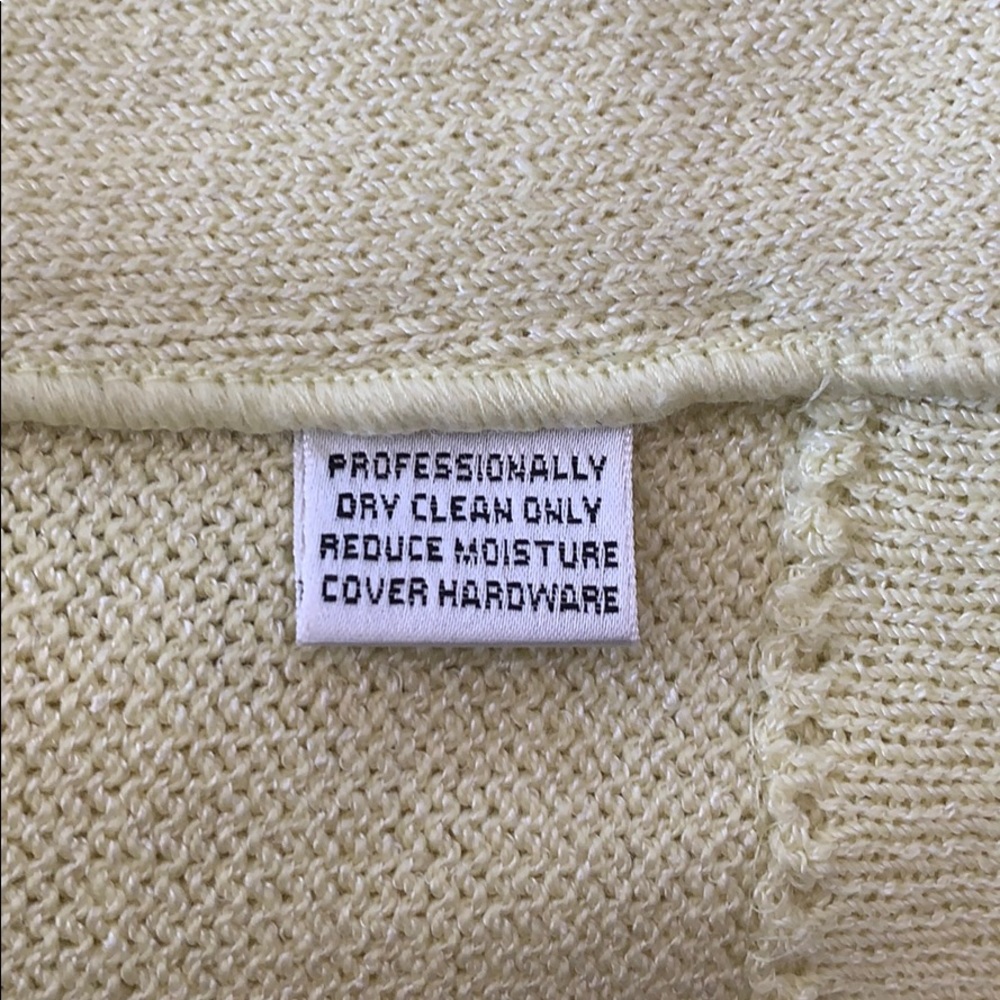 PROFESSIONALLY
DRY CLEAN ONLY
REDUCE MOISTURE
COVER HARDWARE